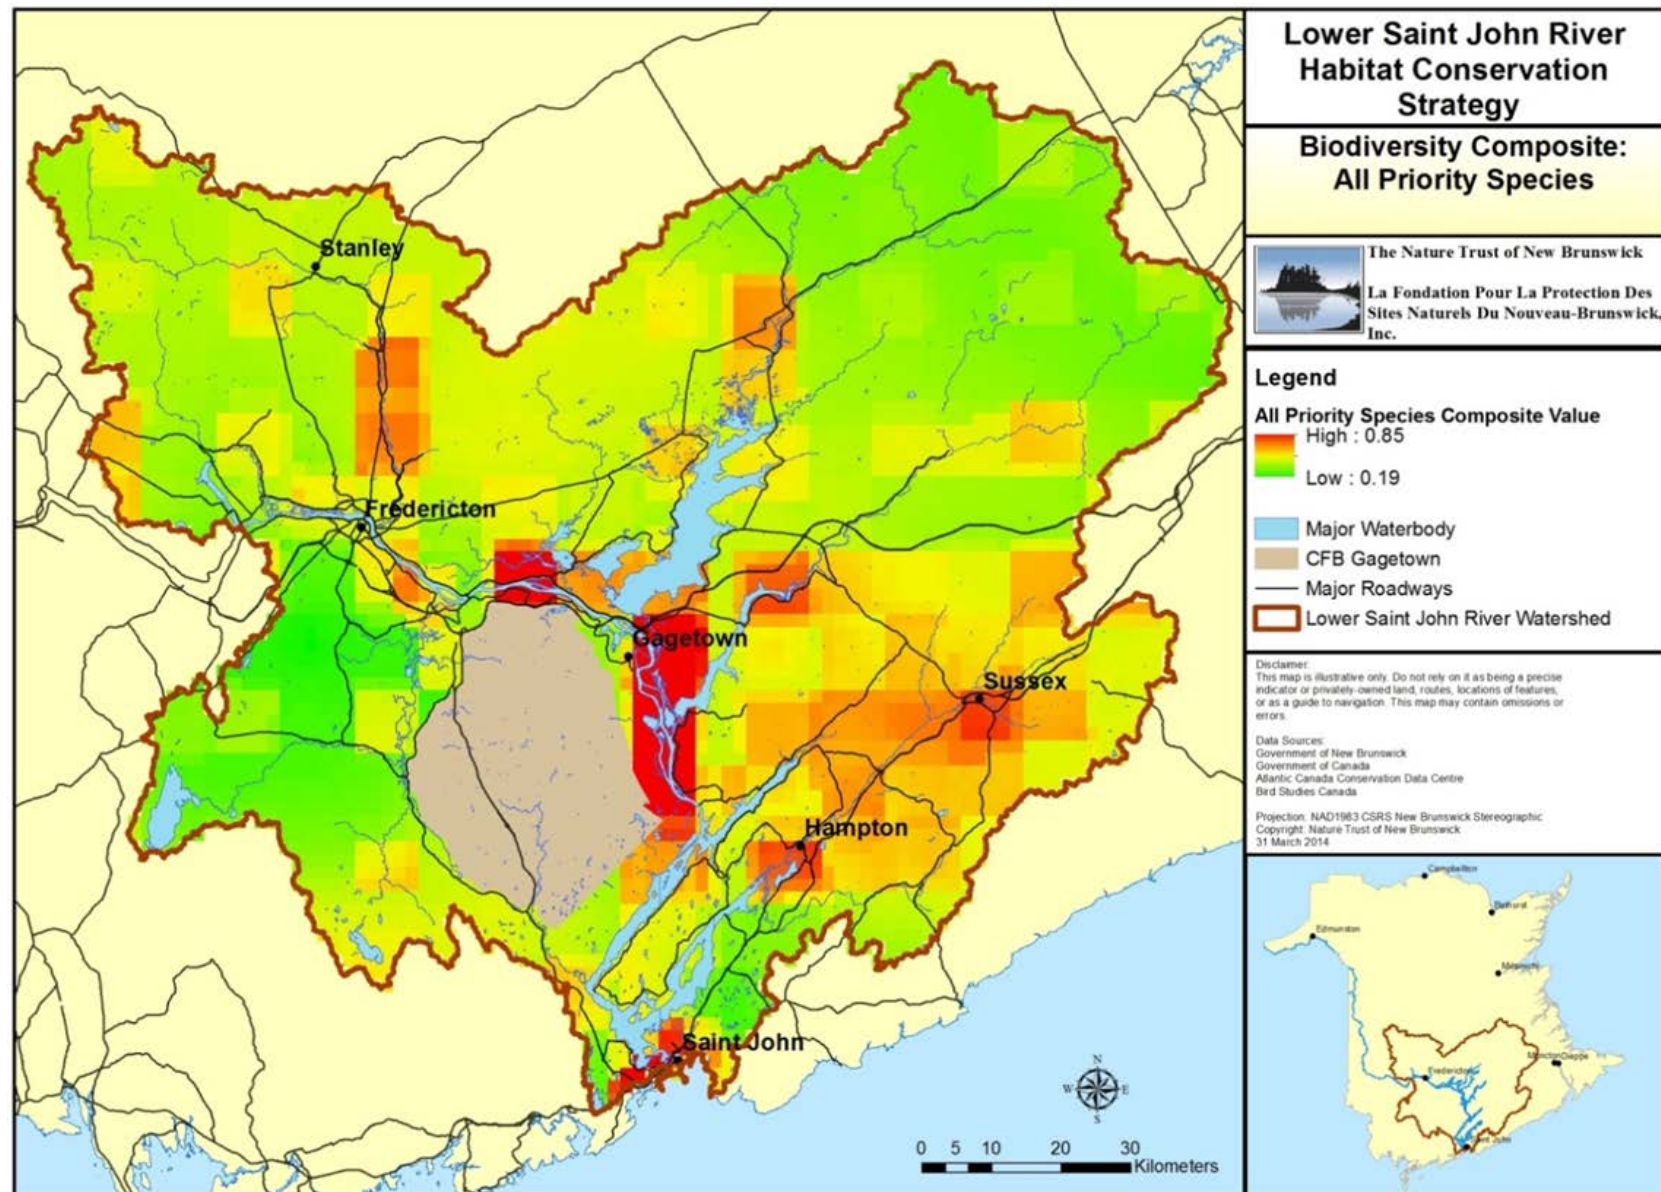 Lower Saint John River
Habitat Conservation
Strategy
Biodiversity Composite:
All Priority Species
The Nature Trust of New Brunswick
La Fondation Pour La Protection Des
Sites Naturels Du Nouveau-Brunswick,
Inc.
Legend
All Priority Species Composite Value
High : 0.85
Low : 0.19
Major Waterbody
CFB Gagetown
Major Roadways
Lower Saint John River Watershed
Disclaimer:
This map is illustrative only. Do not rely on it as being a precise
indicator or privately-owned land, routes, locations of features,
or as a guide to navigation. This map may contain omissions or
errors.
Data Sources:
Government of New Brunswick
Government of Canada
Atlantic Canada Conservation Data Centre
Bird Studies Canada
Projection: NAD1983 CSRS New Brunswick Stereographic
Copyright: Nature Trust of New Brunswick
31 March 2014
Stanley
Fredericton
Gagetown
Sussex
Hampton
Saint John
N
W E
S
0 5 10 20 30
Kilometers
Campbellton
Bathurst
Edmunston
Miramichi
Moncton Dieppe
Fredericton
Saint John